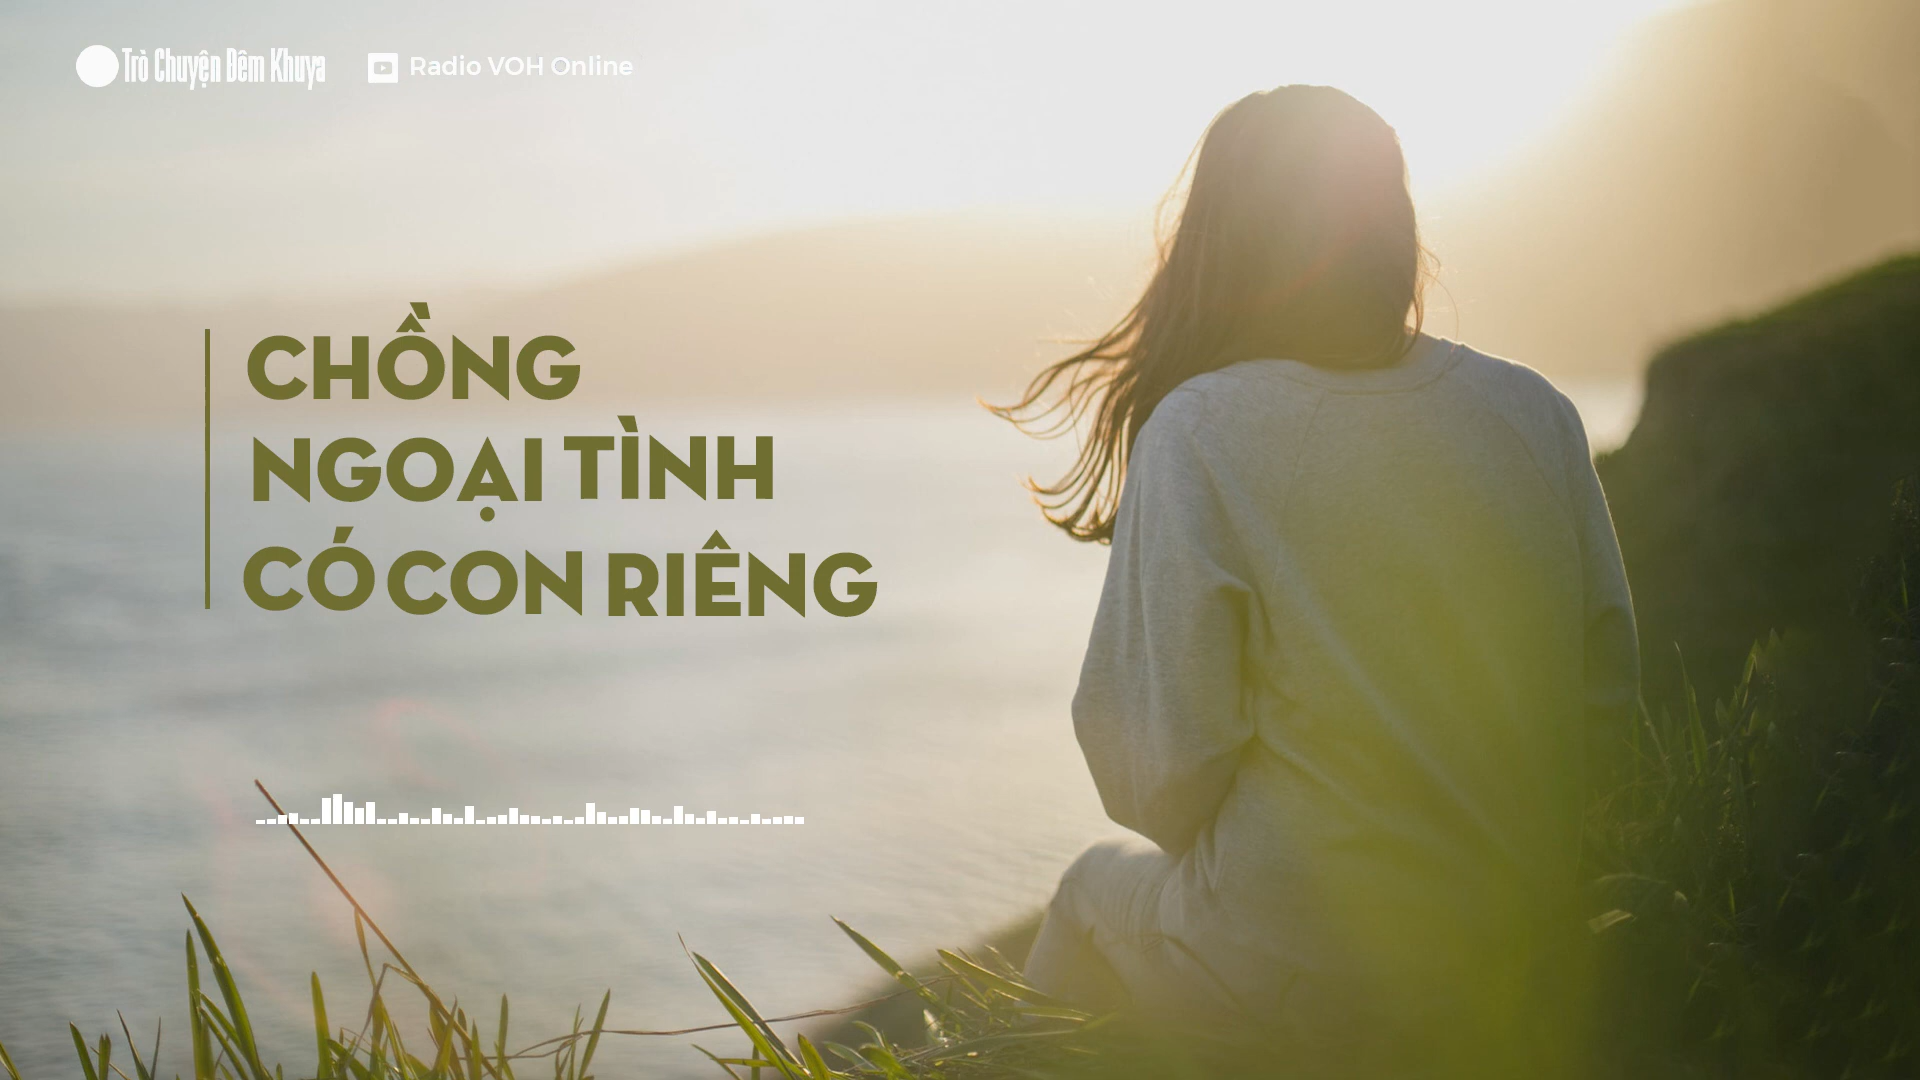 Trò Chuyện Đêm Khuya
Radio VOH Online
CHỒNG
NGOẠI TÌNH
CÓ CON RIÊNG